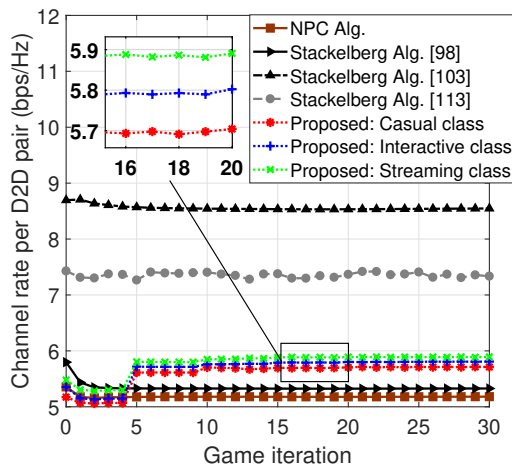 12
11
10
9
8
7
6
5
Channel rate per D2D pair (bps/Hz)
5.9
5.8
5.7
16 18 20
NPC Alg.
Stackelberg Alg. [98]
Stackelberg Alg. [103]
Stackelberg Alg. [113]
Proposed: Casual class
Proposed: Interactive class
Proposed: Streaming class
0 5 10 15 20 25 30
Game iteration